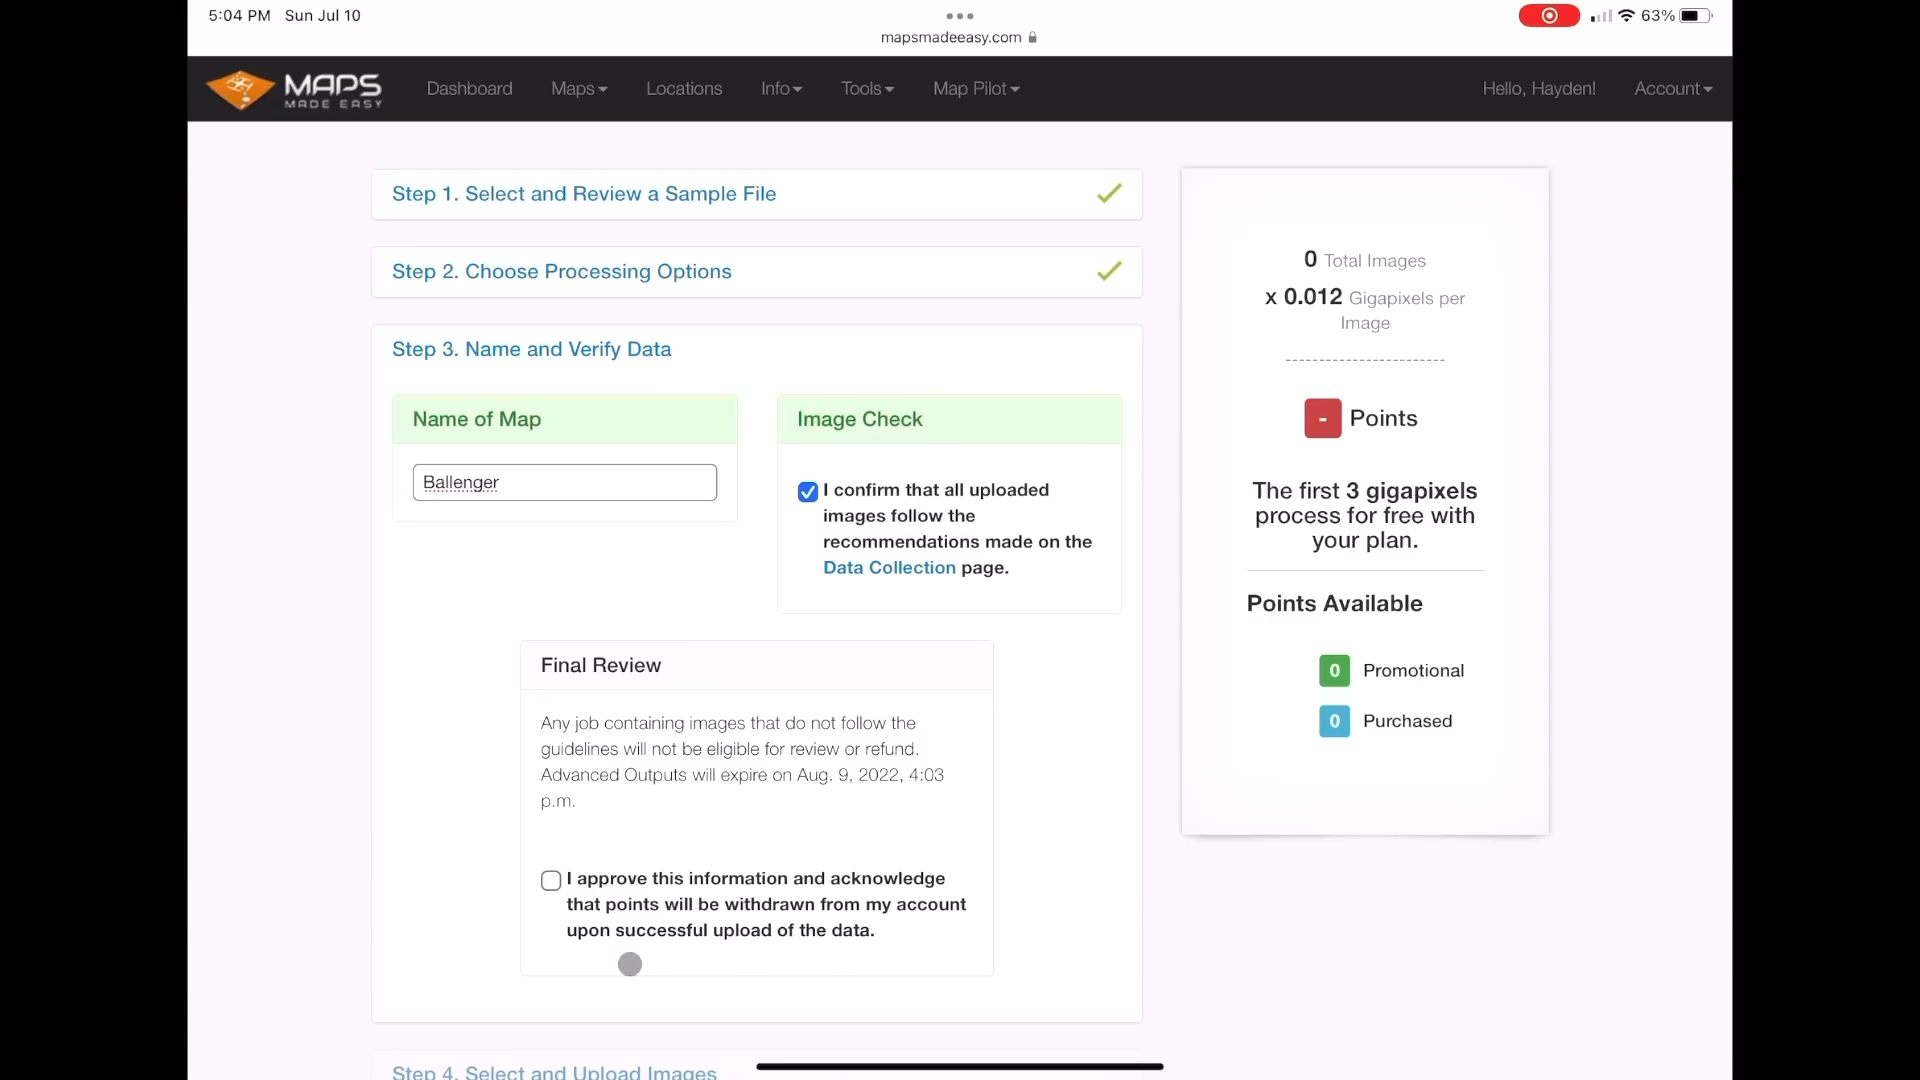 5:04 PM Sun Jul 10
63%
mapsmadeeasy.com
MAPS
MADE EASY
Dashboard
Maps
Locations
Info
Tools
Map Pilot
Hello, Hayden!
Account
Step 1. Select and Review a Sample File
Step 2. Choose Processing Options
Step 3. Name and Verify Data
Name of Map
Ballenger
Image Check
I confirm that all uploaded
images follow the
recommendations made on the
Data Collection page.
Final Review
Any job containing images that do not follow the
guidelines will not be eligible for review or refund.
Advanced Outputs will expire on Aug. 9, 2022, 4:03
p.m.
I approve this information and acknowledge
that points will be withdrawn from my account
upon successful upload of the data.
Step 4. Select and Upload Images
0 Total Images
x 0.012 Gigapixels per
Image
------------------------
- Points
The first 3 gigapixels
process for free with
your plan.
Points Available
0 Promotional
0 Purchased